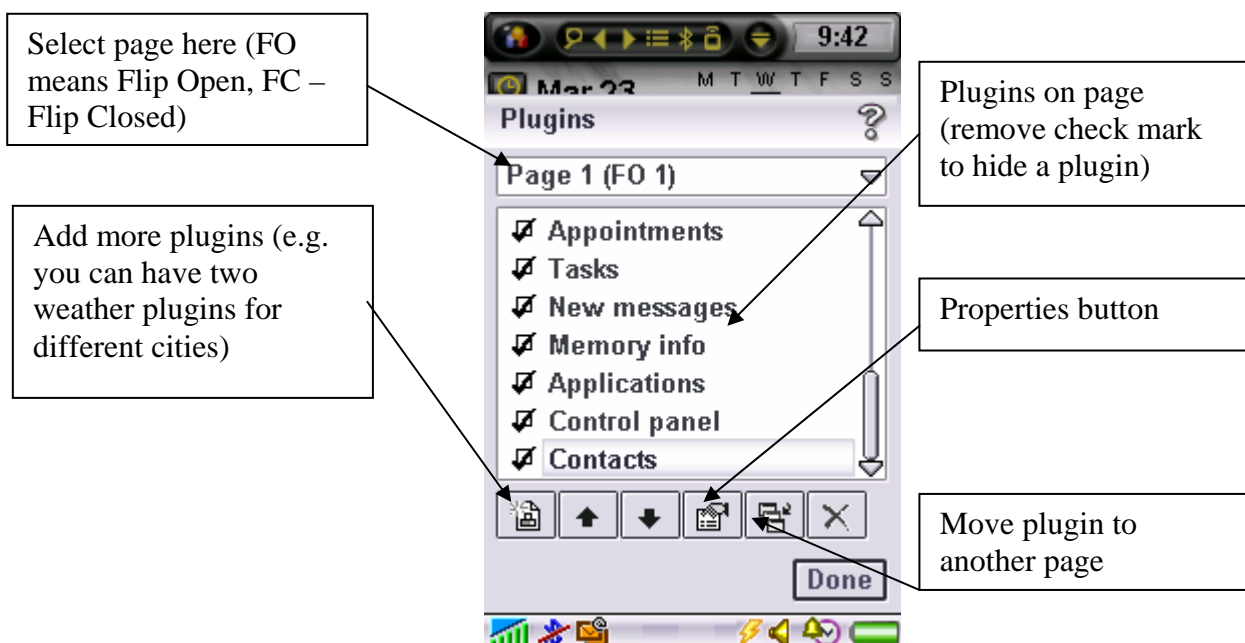 Select page here (FO
means Flip Open, FC –
Flip Closed)
Add more plugins (e.g.
you can have two
weather plugins for
different cities)
9:42
Mar 23
M T W T F S S
Plugins
Page 1 (FO 1)
Appointments
Tasks
New messages
Memory info
Applications
Control panel
Contacts
Done
Plugins on page
(remove check mark
to hide a plugin)
Properties button
Move plugin to
another page